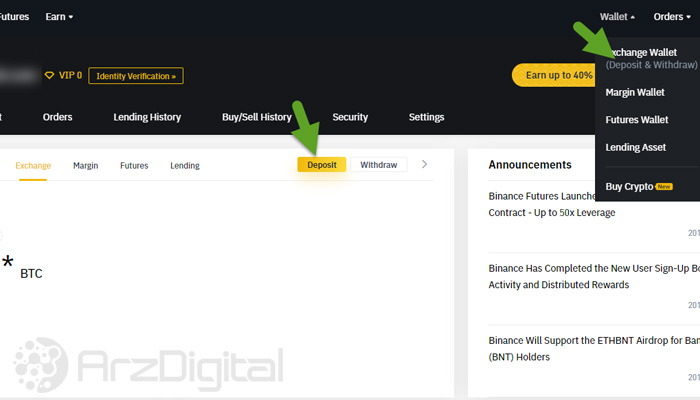 Futures Earn Wallet Orders
Exchange Wallet
(Deposit & Withdraw)
Margin Wallet
Futures Wallet
Lending Asset
Buy Crypto New
VIP 0 Identity Verification »
Earn up to 40%
Orders Lending History Buy/Sell History Security Settings
Exchange Margin Futures Lending Deposit Withdraw
* BTC
Announcements
Binance Futures Launche
Contract - Up to 50x Leverage
201
Binance Has Completed the New User Sign-Up Bo
Activity and Distributed Rewards
201
Binance Will Support the ETHBNT Airdrop for Ban
(BNT) Holders
201
ArzDigital